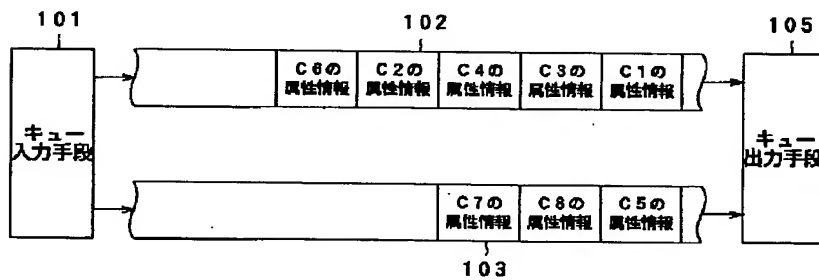 101
102
105
キュー
入力手段
C6の
属性情報
C2の
属性情報
C4の
属性情報
C3の
属性情報
C1の
属性情報
キュー
出力手段
C7の
属性情報
C8の
属性情報
C5の
属性情報
103